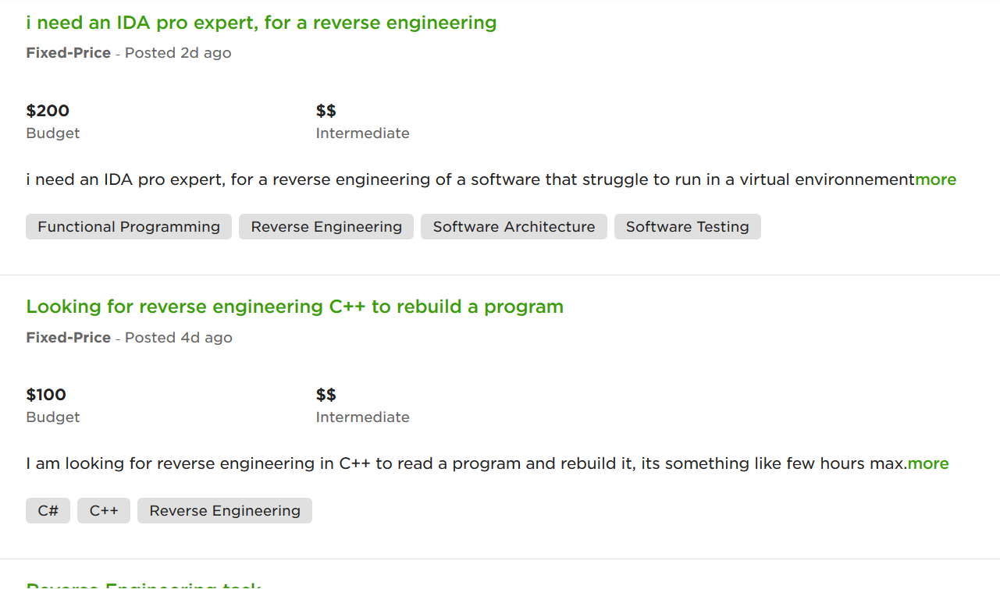 i need an IDA pro expert, for a reverse engineering
Fixed-Price - Posted 2d ago
$200 $$
Budget Intermediate
i need an IDA pro expert, for a reverse engineering of a software that struggle to run in a virtual environnementmore
Functional Programming Reverse Engineering Software Architecture Software Testing
Looking for reverse engineering C++ to rebuild a program
Fixed-Price - Posted 4d ago
$100 $$
Budget Intermediate
I am looking for reverse engineering in C++ to read a program and rebuild it, its something like few hours max.more
C# C++ Reverse Engineering
Reverse Engineering task